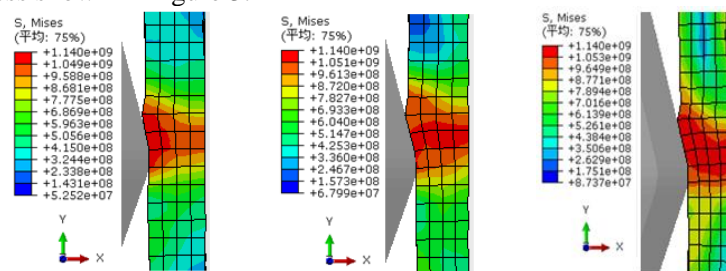 S, Mises
(平均: 75%)
+1.140e+09
+1.049e+09
+9.588e+08
+8.681e+08
+7.775e+08
+6.869e+08
+5.963e+08
+5.056e+08
+4.150e+08
+3.244e+08
+2.338e+08
+1.431e+08
+5.252e+07
Y
X
S, Mises
(平均: 75%)
+1.140e+09
+1.051e+09
+9.613e+08
+8.720e+08
+7.827e+08
+6.933e+08
+6.040e+08
+5.147e+08
+4.253e+08
+3.360e+08
+2.467e+08
+1.573e+08
+6.799e+07
Y
X
S, Mises
(平均: 75%)
+1.140e+09
+1.053e+09
+9.649e+08
+8.771e+08
+7.894e+08
+7.016e+08
+6.139e+08
+5.261e+08
+4.384e+08
+3.506e+08
+2.629e+08
+1.751e+08
+8.737e+07
Y
X